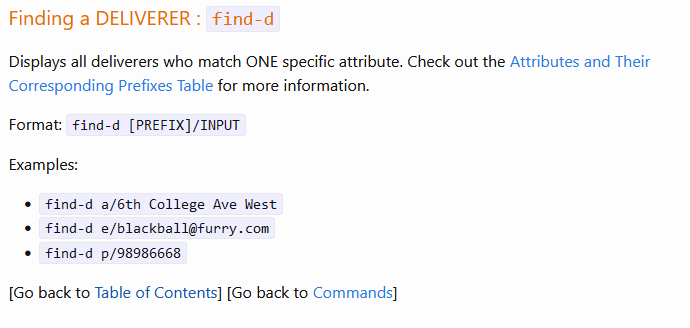 Finding a DELIVERER : find-d
Displays all deliverers who match ONE specific attribute. Check out the Attributes and Their
Corresponding Prefixes Table for more information.
Format: find-d [PREFIX]/INPUT
Examples:
• find-d a/6th College Ave West
• find-d e/blackball@furry.com
• find-d p/98986668
[Go back to Table of Contents] [Go back to Commands]